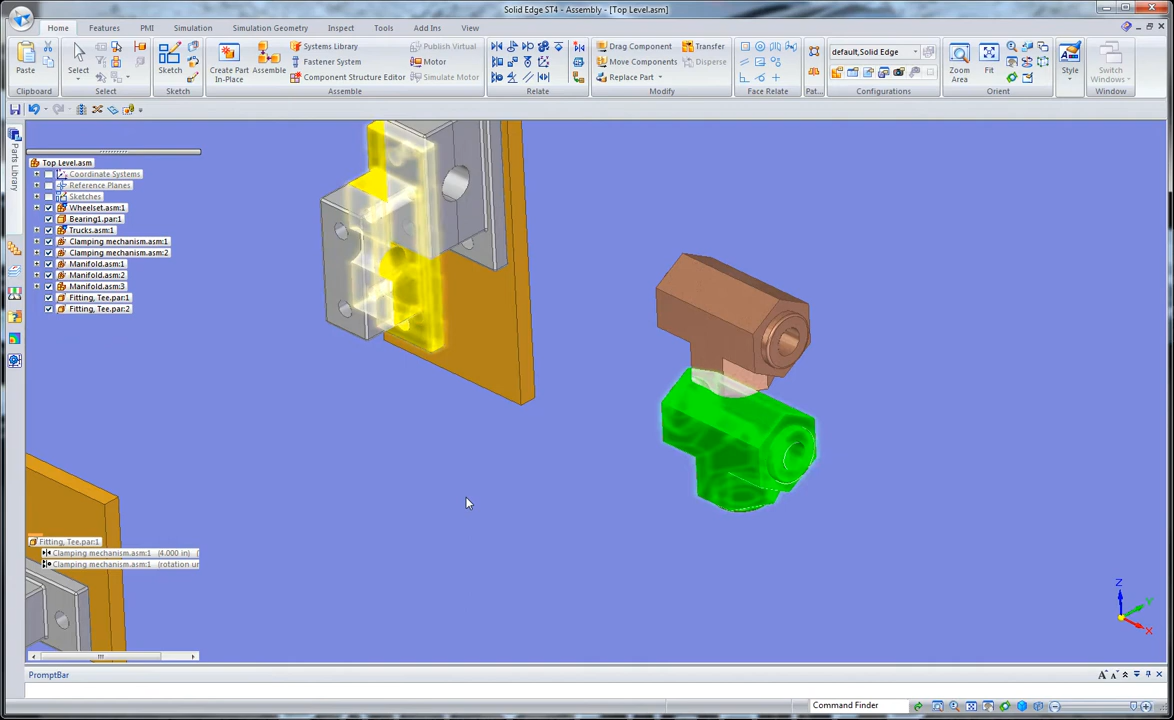 Solid Edge ST4 - Assembly - [Top Level.asm]
Home Features PMI Simulation Simulation Geometry Inspect Tools Add Ins View
Paste
Clipboard
Select
Select
Sketch
Sketch
Create Part In-Place
Assemble
Systems Library
Fastener System
Component Structure Editor
Publish Virtual
Motor
Simulate Motor
Assemble
Relate
Drag Component
Move Components
Replace Part
Transfer
Disperse
Modify
Face Relate
Pat...
default,Solid Edge
Configurations
Zoom Area
Fit
Orient
Style
Switch Windows
Window
Parts Library
Top Level.asm
Coordinate Systems
Reference Planes
Sketches
Wheelset.asm:1
Bearing1.par:1
Trucks.asm:1
Clamping mechanism.asm:1
Clamping mechanism.asm:2
Manifold.asm:1
Manifold.asm:2
Manifold.asm:3
Fitting, Tee.par:1
Fitting, Tee.par:2
Fitting, Tee.par:1
Clamping mechanism.asm:1 (4.000 in) (
Clamping mechanism.asm:1 (rotation un
Z
Y
X
PromptBar
Command Finder